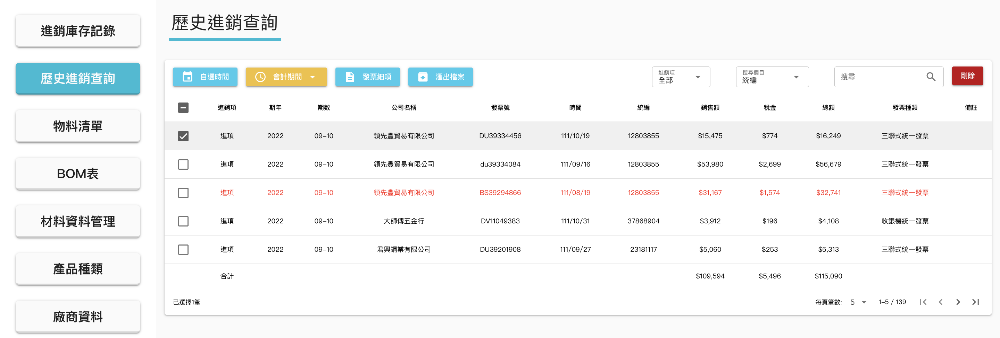 進銷庫存記錄
歷史進銷查詢
物料清單
BOM表
材料資料管理
產品種類
廠商資料
歷史進銷查詢
自選時間 會計期間 發票細項 滙出檔案 進銷項 全部 搜尋欄目 統編 搜尋 刪除
進銷項 期年 期數 公司名稱 發票號 時間 統編 銷售額 稅金 總額 發票種類 備註
進項 2022 09-10 領先豐貿易有限公司 DU39334456 111/10/19 12803855 $15,475 $774 $16,249 三聯式統一發票
進項 2022 09-10 領先豐貿易有限公司 du39334084 111/09/16 12803855 $53,980 $2,699 $56,679 三聯式統一發票
進項 2022 09-10 領先豐貿易有限公司 BS39294866 111/08/19 12803855 $31,167 $1,574 $32,741 三聯式統一發票
進項 2022 09-10 大師傅五金行 DV11049383 111/10/31 37868904 $3,912 $196 $4,108 收銀機統一發票
進項 2022 09-10 君興鋼業有限公司 DU39201908 111/09/27 23181117 $5,060 $253 $5,313 三聯式統一發票
合計 $109,594 $5,496 $115,090
已選擇1筆 每頁筆數: 5 1-5 / 139